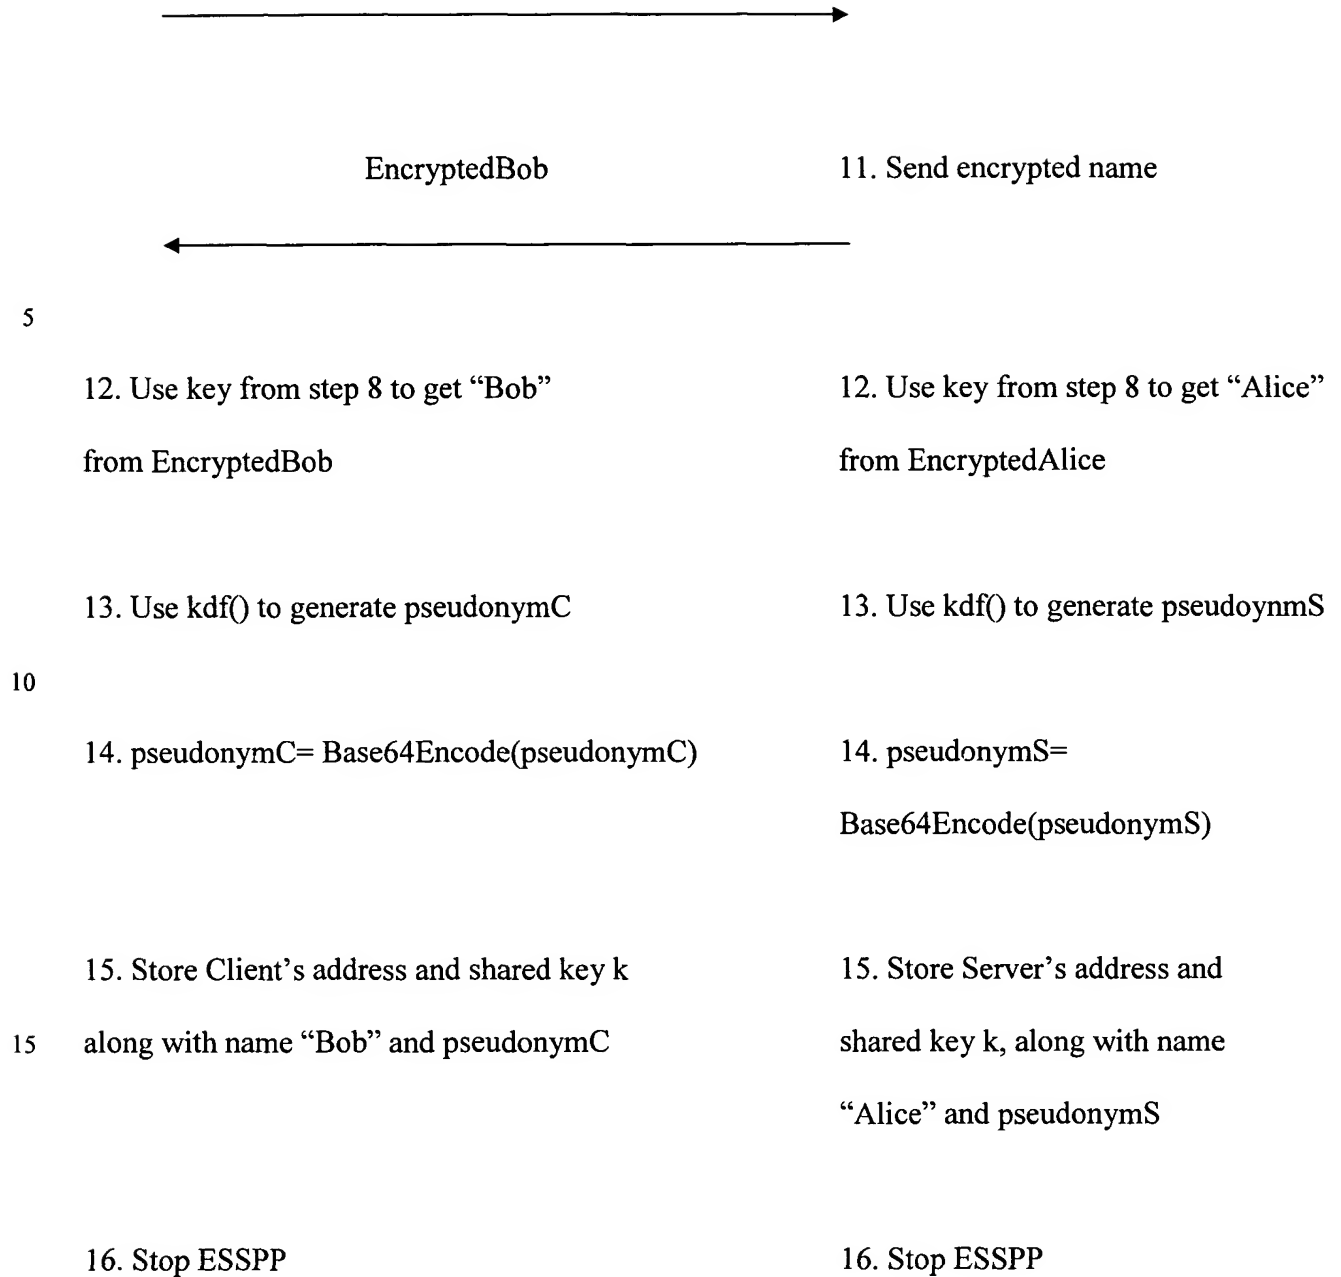 EncryptedBob 11. Send encrypted name
5
12. Use key from step 8 to get “Bob” 12. Use key from step 8 to get “Alice”
from EncryptedBob from EncryptedAlice
13. Use kdf() to generate pseudonymC 13. Use kdf() to generate pseudoynmS
10
14. pseudonymC= Base64Encode(pseudonymC) 14. pseudonymS=
Base64Encode(pseudonymS)
15. Store Client’s address and shared key k 15. Store Server’s address and
15 along with name “Bob” and pseudonymC shared key k, along with name
“Alice” and pseudonymS
16. Stop ESSPP 16. Stop ESSPP